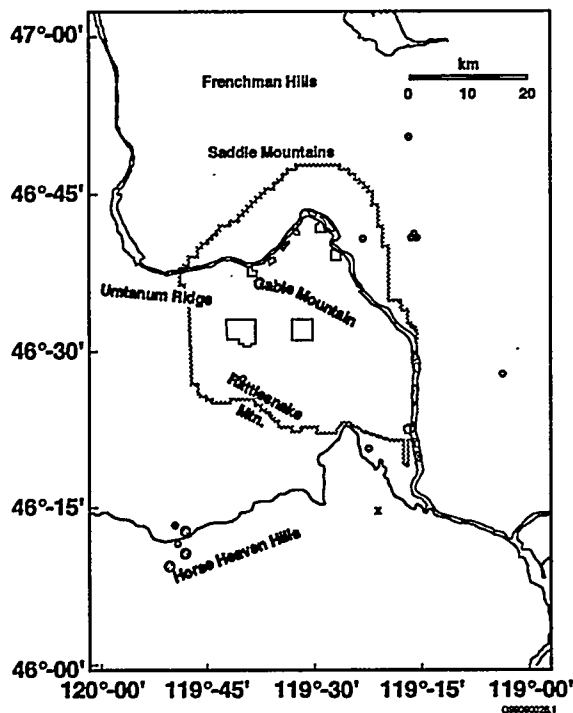 47°-00'
km
0 10 20
Frenchman Hills
Saddle Mountains
46°-45'
Umtanum Ridge
Gable Mountain
46°-30'
Rattlesnake
Mtn.
46°-15'
x
Horse Heaven Hills
46°-00'
120°-00' 119°-45' 119°-30' 119°-15' 119°-00'